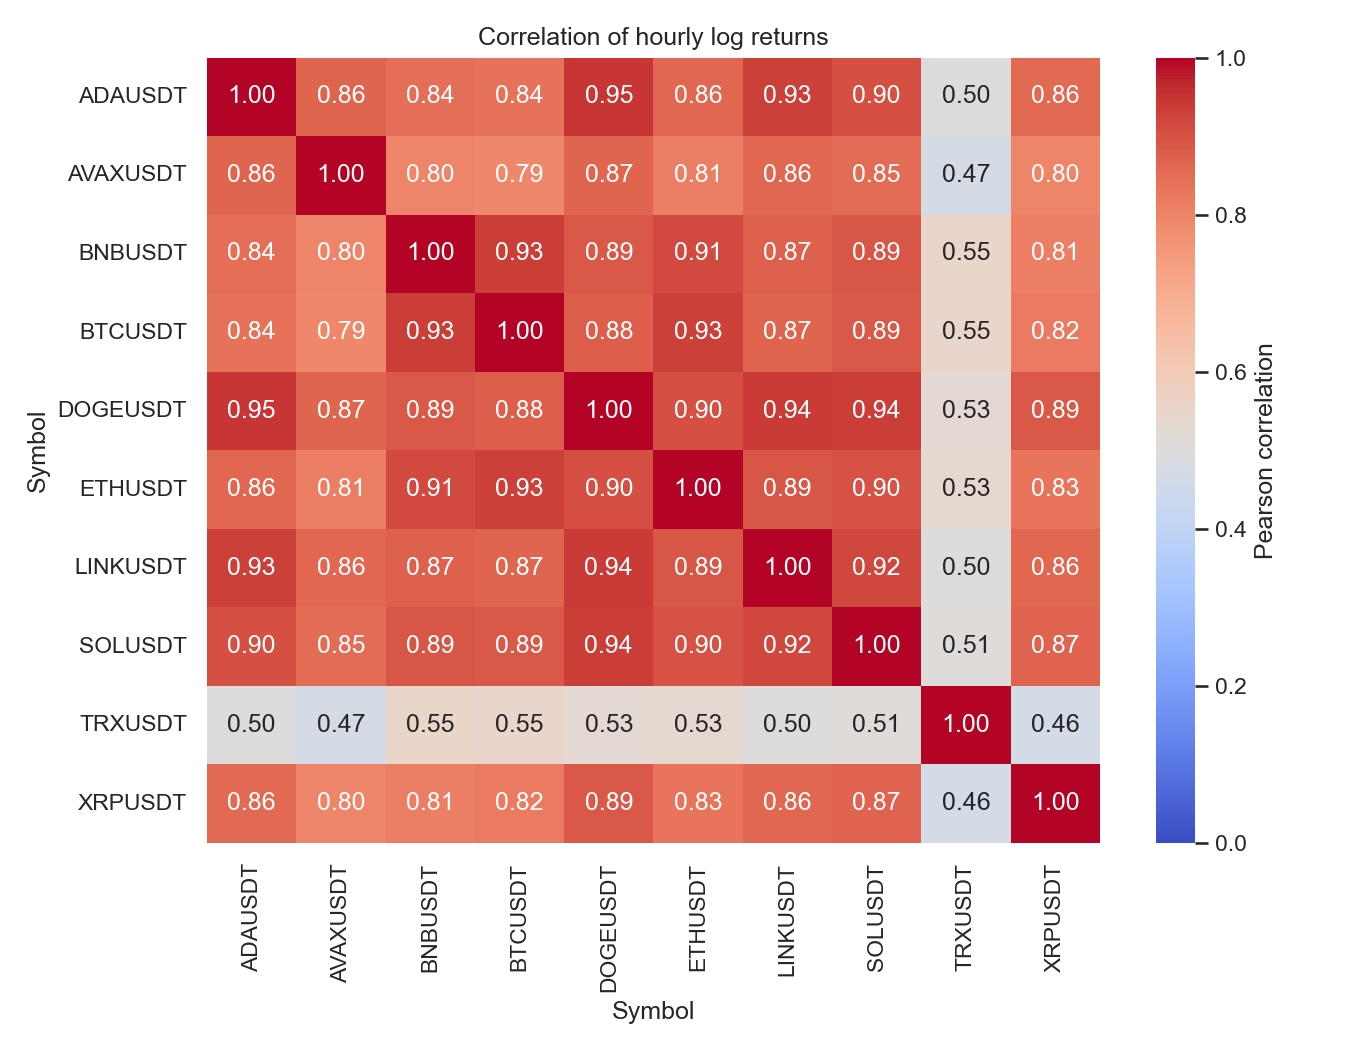 Correlation of hourly log returns
ADAUSDT 1.00 0.86 0.84 0.84 0.95 0.86 0.93 0.90 0.50 0.86
AVAXUSDT 0.86 1.00 0.80 0.79 0.87 0.81 0.86 0.85 0.47 0.80
BNBUSDT 0.84 0.80 1.00 0.93 0.89 0.91 0.87 0.89 0.55 0.81
BTCUSDT 0.84 0.79 0.93 1.00 0.88 0.93 0.87 0.89 0.55 0.82
DOGEUSDT 0.95 0.87 0.89 0.88 1.00 0.90 0.94 0.94 0.53 0.89
ETHUSDT 0.86 0.81 0.91 0.93 0.90 1.00 0.89 0.90 0.53 0.83
LINKUSDT 0.93 0.86 0.87 0.87 0.94 0.89 1.00 0.92 0.50 0.86
SOLUSDT 0.90 0.85 0.89 0.89 0.94 0.90 0.92 1.00 0.51 0.87
TRXUSDT 0.50 0.47 0.55 0.55 0.53 0.53 0.50 0.51 1.00 0.46
XRPUSDT 0.86 0.80 0.81 0.82 0.89 0.83 0.86 0.87 0.46 1.00
Symbol
ADAUSDT AVAXUSDT BNBUSDT BTCUSDT DOGEUSDT ETHUSDT LINKUSDT SOLUSDT TRXUSDT XRPUSDT
Symbol
1.0
0.8
0.6
0.4
0.2
0.0
Pearson correlation